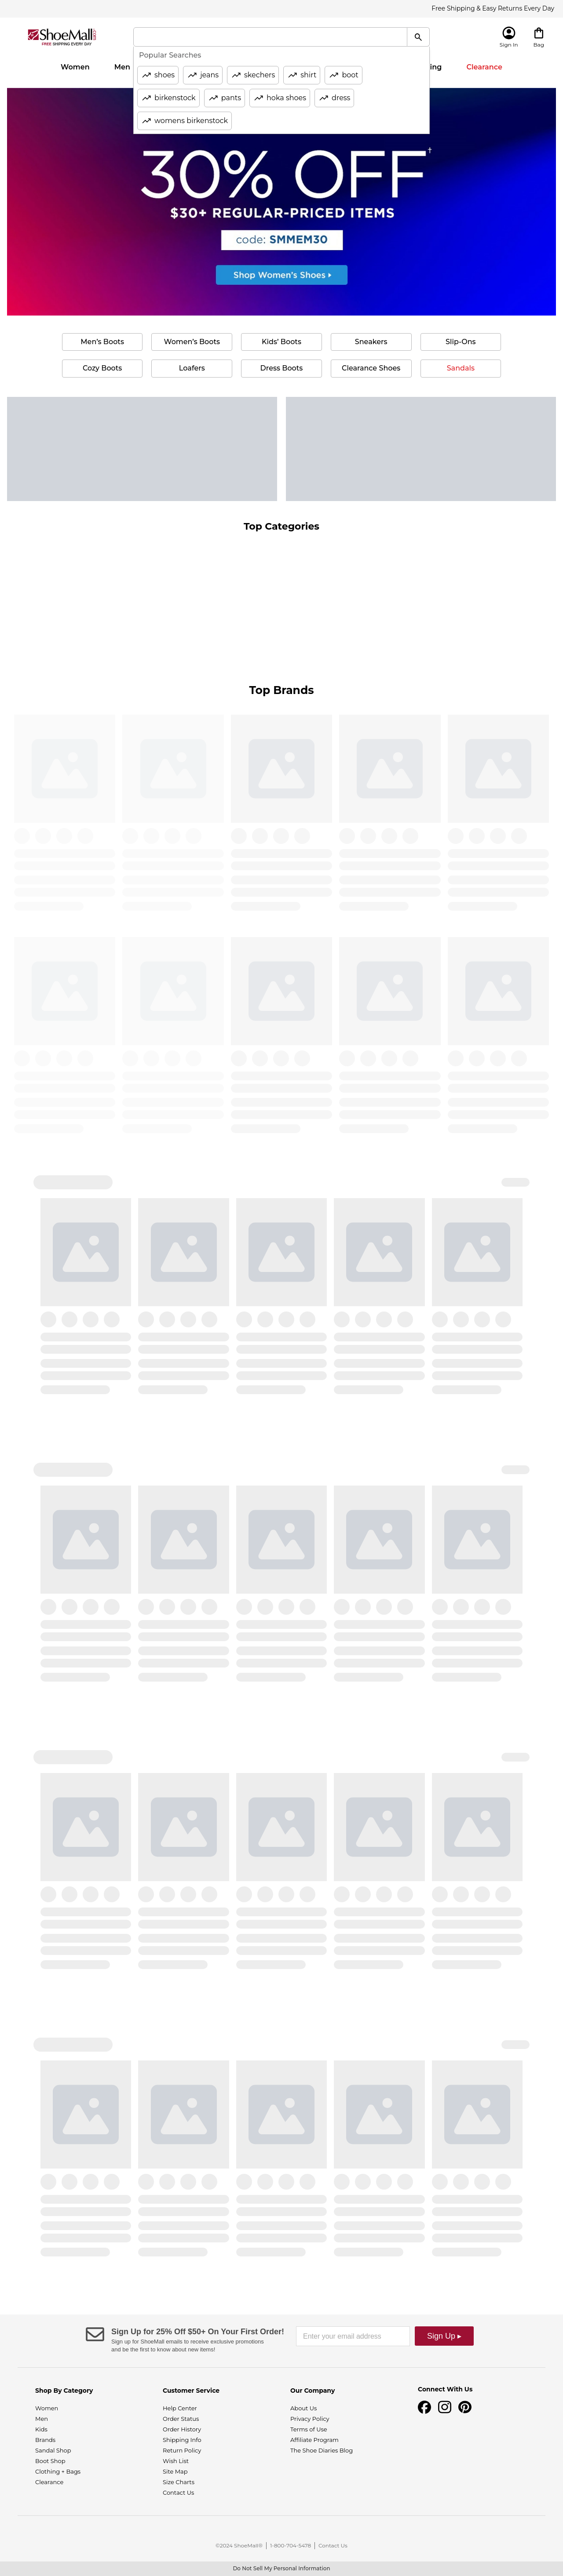 Free Shipping & Easy Returns Every Day
ShoeMall
FREE SHIPPING EVERY DAY
Sign In
Bag
Popular Searches
shoes
jeans
skechers
shirt
boot
birkenstock
pants
hoka shoes
dress
womens birkenstock
Women
Men
ing
Clearance
30% OFF†
$30+ REGULAR-PRICED ITEMS
code: SMMEM30
Shop Women's Shoes ▸
Men's Boots
Women's Boots
Kids' Boots
Sneakers
Slip-Ons
Cozy Boots
Loafers
Dress Boots
Clearance Shoes
Sandals
Top Categories
Top Brands
Sign Up for 25% Off $50+ On Your First Order!
Sign up for ShoeMall emails to receive exclusive promotions
and be the first to know about new items!
Enter your email address
Sign Up ▸
Shop By Category
Women
Men
Kids
Brands
Sandal Shop
Boot Shop
Clothing + Bags
Clearance
Customer Service
Help Center
Order Status
Order History
Shipping Info
Return Policy
Wish List
Site Map
Size Charts
Contact Us
Our Company
About Us
Privacy Policy
Terms of Use
Affiliate Program
The Shoe Diaries Blog
Connect With Us
©2024 ShoeMall® | 1-800-704-5478 | Contact Us
Do Not Sell My Personal Information